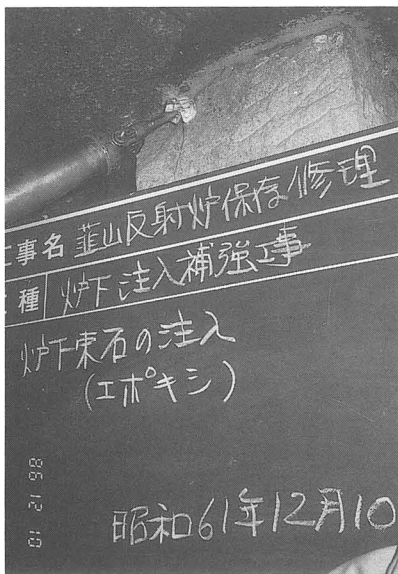 工事名 韮山反射炉保存修理
種 炉下注入補強工事
炉下束石の注入
(エポキシ)
昭和61年12月10
86 12 10